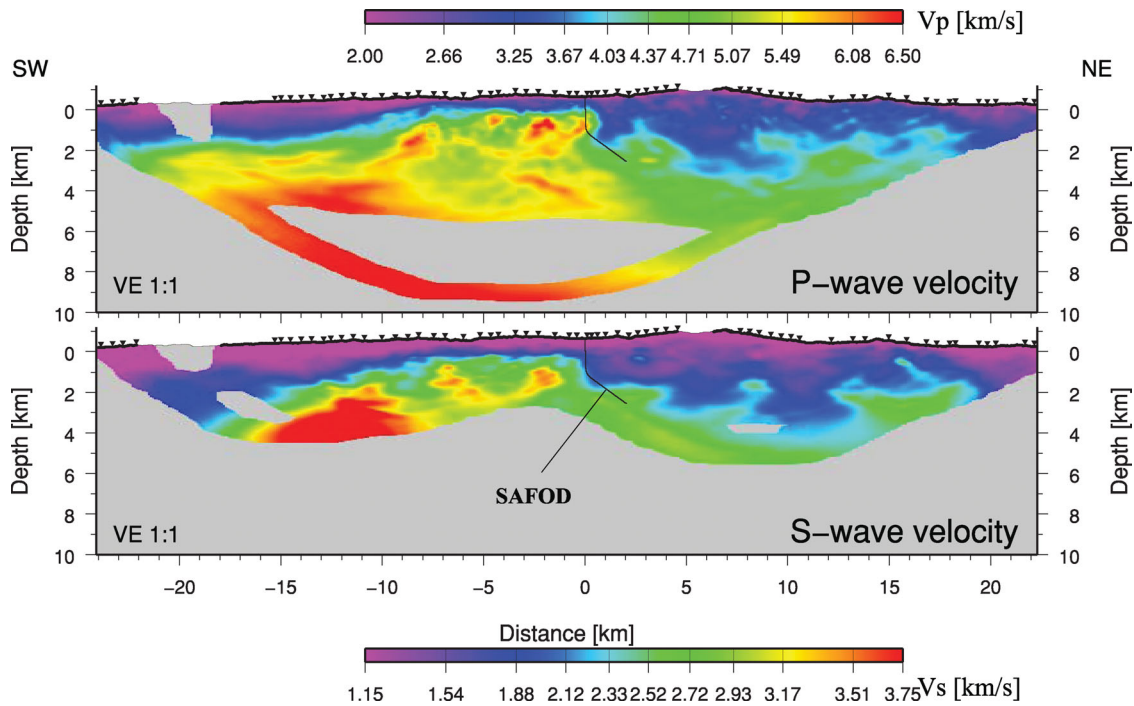 Vp [km/s]
2.00 2.66 3.25 3.67 4.03 4.37 4.71 5.07 5.49 6.08 6.50
SW NE
0 0
2 2
4 4
6 6
8 8
10 10
Depth [km] Depth [km]
VE 1:1 P-wave velocity
0 0
2 2
4 4
6 6
8 8
10 10
Depth [km] Depth [km]
SAFOD
VE 1:1 S-wave velocity
-20 -15 -10 -5 0 5 10 15 20
Distance [km]
1.15 1.54 1.88 2.12 2.33 2.52 2.72 2.93 3.17 3.51 3.75
Vs [km/s]